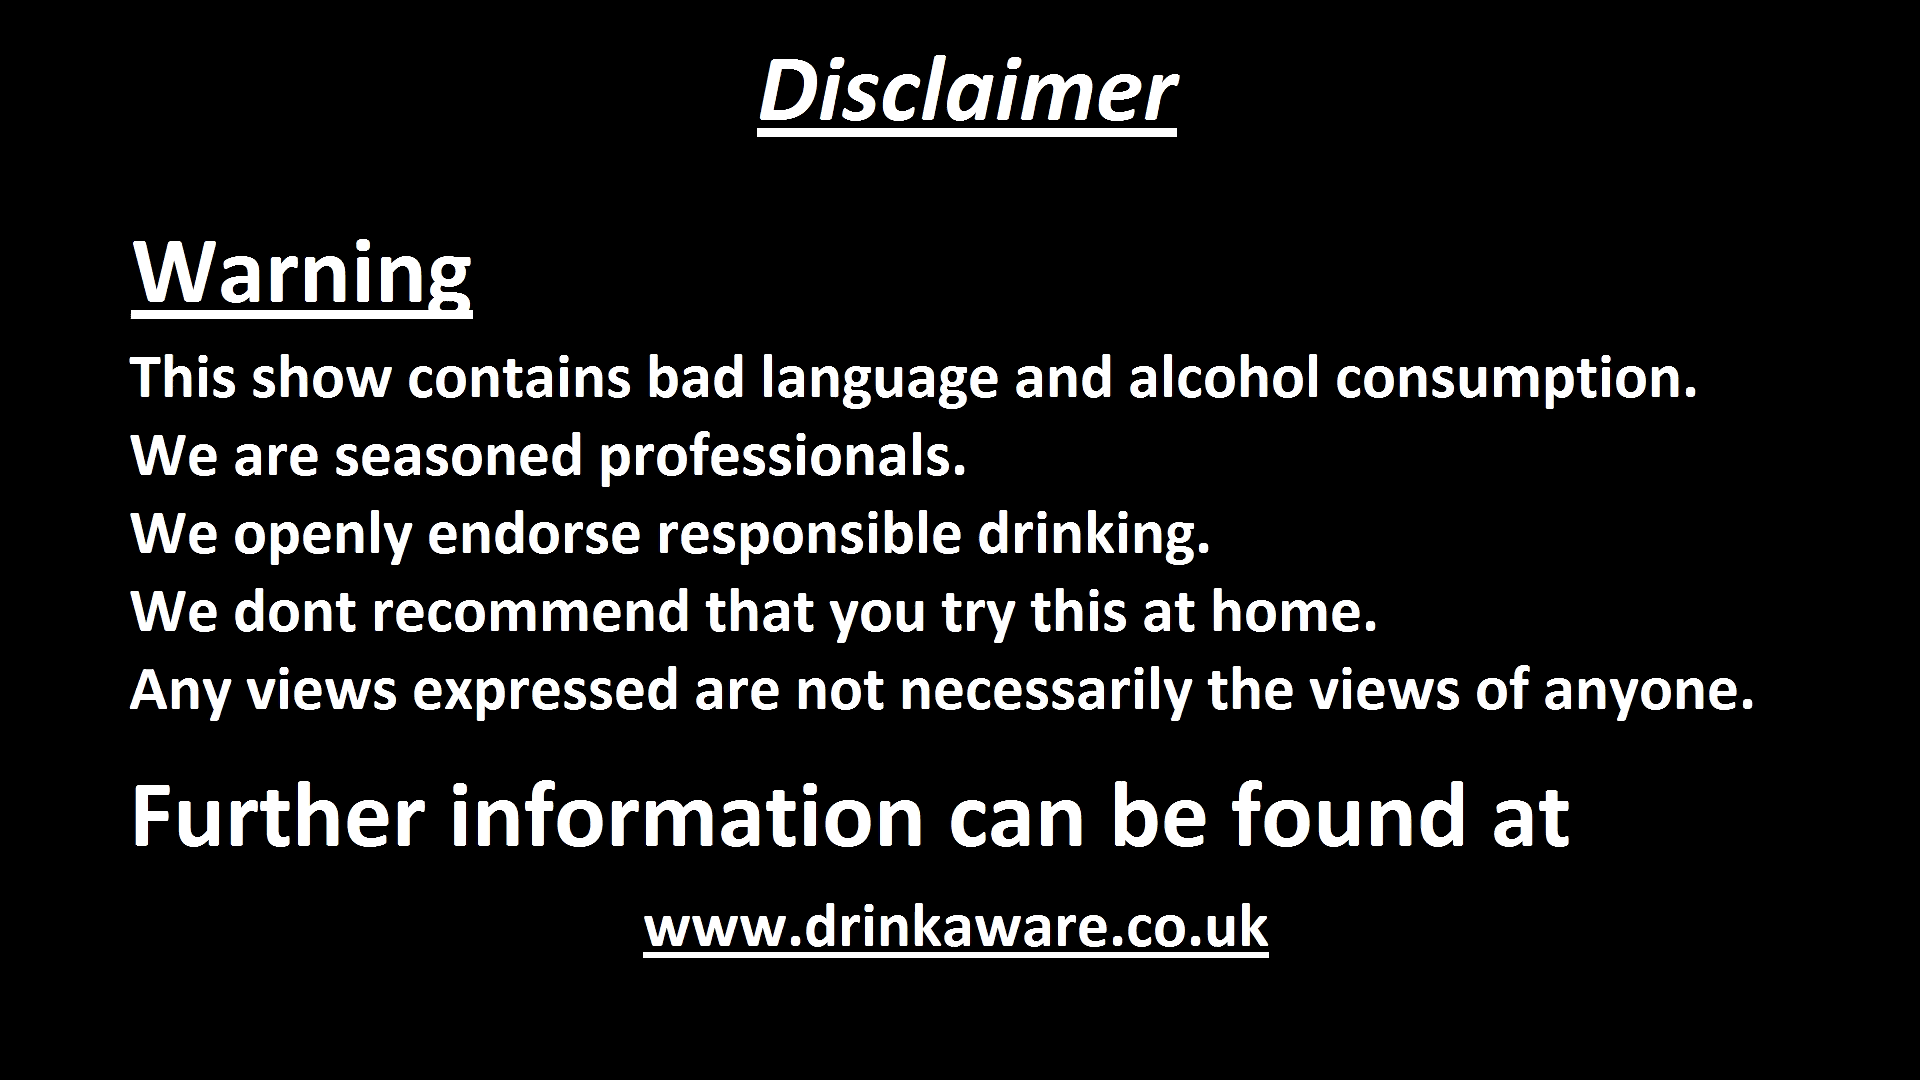 Disclaimer
Warning
This show contains bad language and alcohol consumption.
We are seasoned professionals.
We openly endorse responsible drinking.
We dont recommend that you try this at home.
Any views expressed are not necessarily the views of anyone.
Further information can be found at
www.drinkaware.co.uk